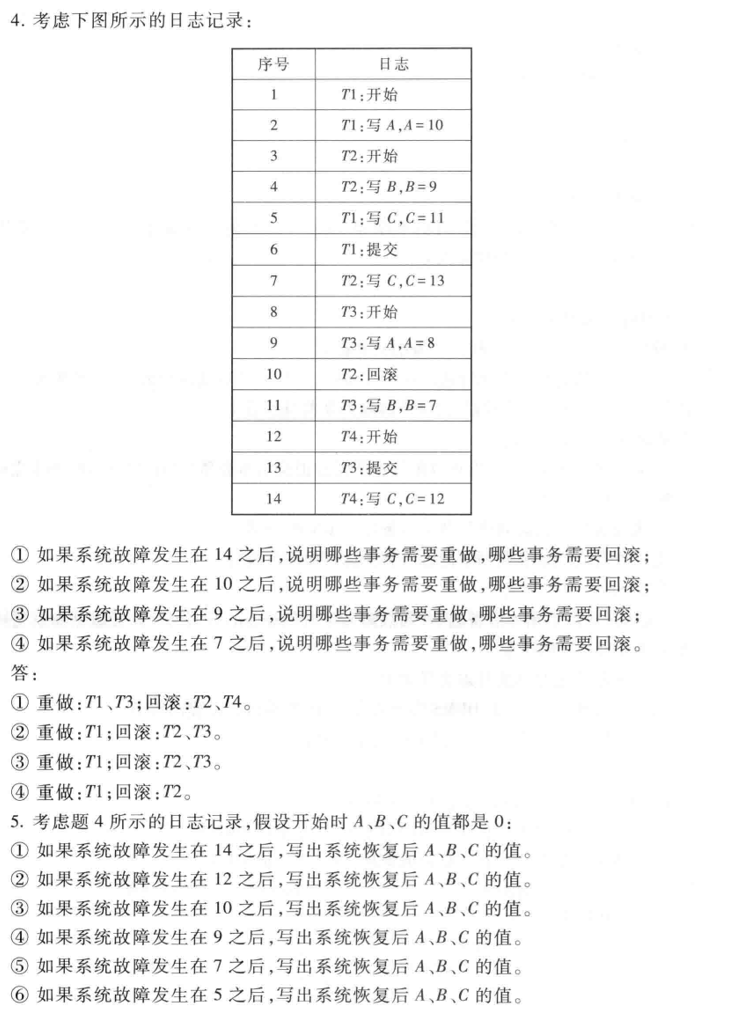 4. 考虑下图所示的日志记录:
序号 日志
1 T1:开始
2 T1:写 A,A=10
3 T2:开始
4 T2:写 B,B=9
5 T1:写 C,C=11
6 T1:提交
7 T2:写 C,C=13
8 T3:开始
9 T3:写 A,A=8
10 T2:回滚
11 T3:写 B,B=7
12 T4:开始
13 T3:提交
14 T4:写 C,C=12
① 如果系统故障发生在 14 之后,说明哪些事务需要重做,哪些事务需要回滚;
② 如果系统故障发生在 10 之后,说明哪些事务需要重做,哪些事务需要回滚;
③ 如果系统故障发生在 9 之后,说明哪些事务需要重做,哪些事务需要回滚;
④ 如果系统故障发生在 7 之后,说明哪些事务需要重做,哪些事务需要回滚。
答:
① 重做:T1、T3;回滚:T2、T4。
② 重做:T1;回滚:T2、T3。
③ 重做:T1;回滚:T2、T3。
④ 重做:T1;回滚:T2。
5. 考虑题 4 所示的日志记录,假设开始时 A、B、C 的值都是 0:
① 如果系统故障发生在 14 之后,写出系统恢复后 A、B、C 的值。
② 如果系统故障发生在 12 之后,写出系统恢复后 A、B、C 的值。
③ 如果系统故障发生在 10 之后,写出系统恢复后 A、B、C 的值。
④ 如果系统故障发生在 9 之后,写出系统恢复后 A、B、C 的值。
⑤ 如果系统故障发生在 7 之后,写出系统恢复后 A、B、C 的值。
⑥ 如果系统故障发生在 5 之后,写出系统恢复后 A、B、C 的值。